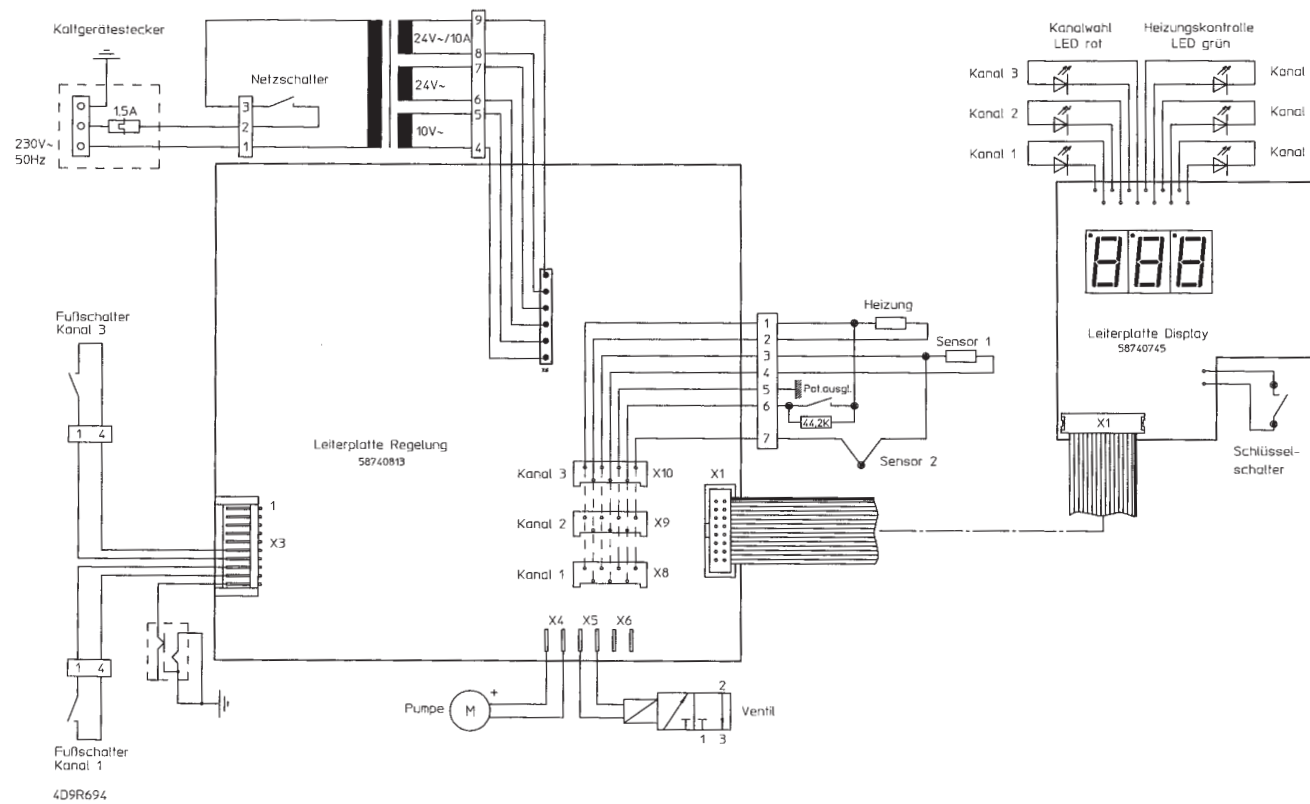 Kaltgerätestecker
1,5A
230V~
50Hz
Netzschalter
3
2
1
24V~/10A
24V~
10V~
9
8
7
6
5
4
Kanalwahl
LED rot
Heizungskontrolle
LED grün
Kanal 3
Kanal 2
Kanal 1
Kanal
Kanal
Kanal
888
Leiterplatte Display
58740745
X1
Schlüssel-
schalter
Fußschalter
Kanal 3
1 4
Leiterplatte Regelung
58740813
1
2
3
4
5
6
7
Heizung
Sensor 1
Pot.ausgl.
44.2K
Sensor 2
Kanal 3 X10
Kanal 2 X9
Kanal 1 X8
X1
1
X3
X4 X5 X6
1 4
Fußschalter
Kanal 1
Pumpe
M
+
2
1 3
Ventil
4D9R694